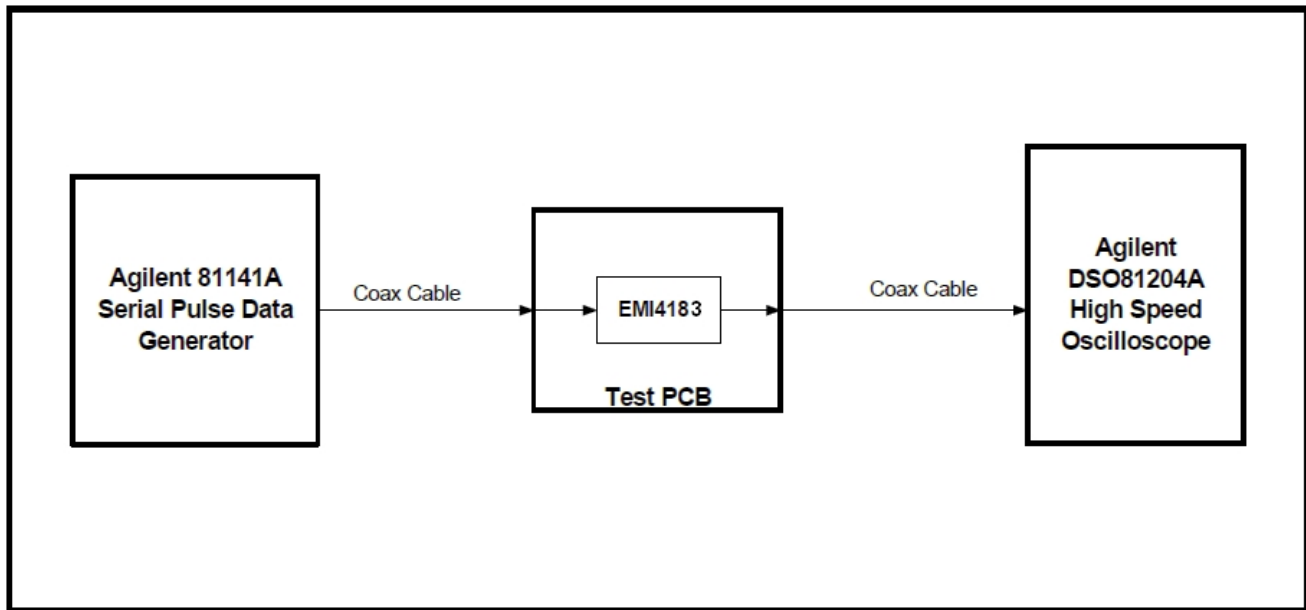 Agilent 81141A
Serial Pulse Data
Generator
Coax Cable
EMI4183
Test PCB
Coax Cable
Agilent
DSO81204A
High Speed
Oscilloscope